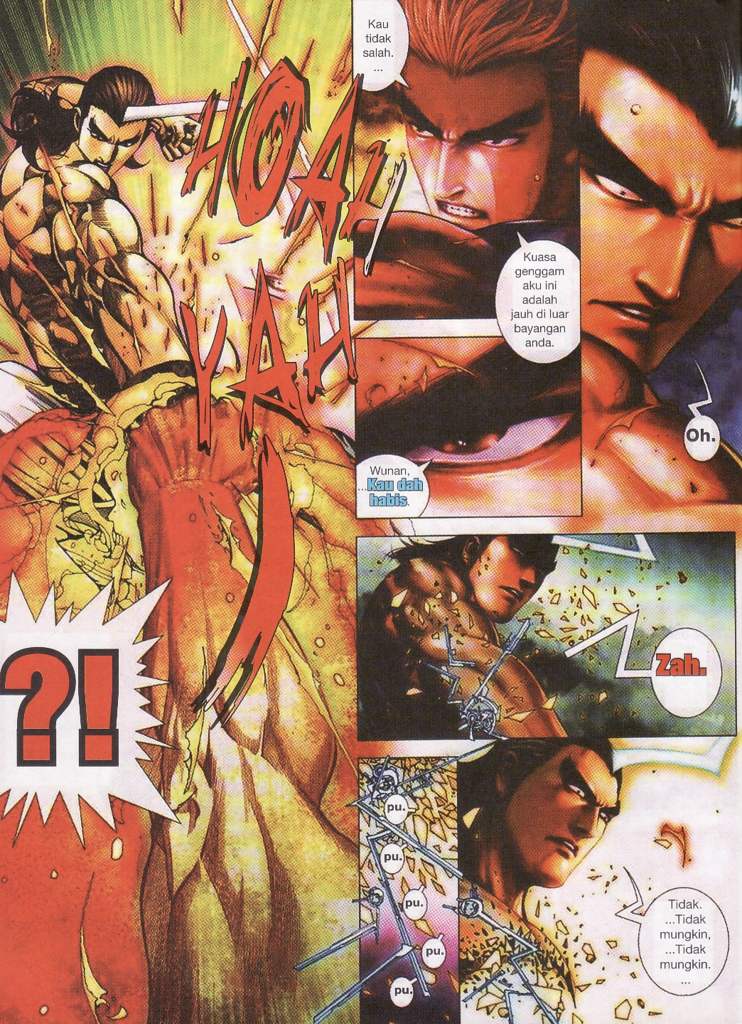 HOAH
YAH
?!
Kau
tidak
salah.
...
Kuasa
genggam
aku ini
adalah
jauh di luar
bayangan
anda.
Oh.
Wunan,
...Kau dah
habis.
Zah.
pu.
pu.
pu.
pu.
pu.
Tidak.
...Tidak
mungkin,
...Tidak
mungkin.
...